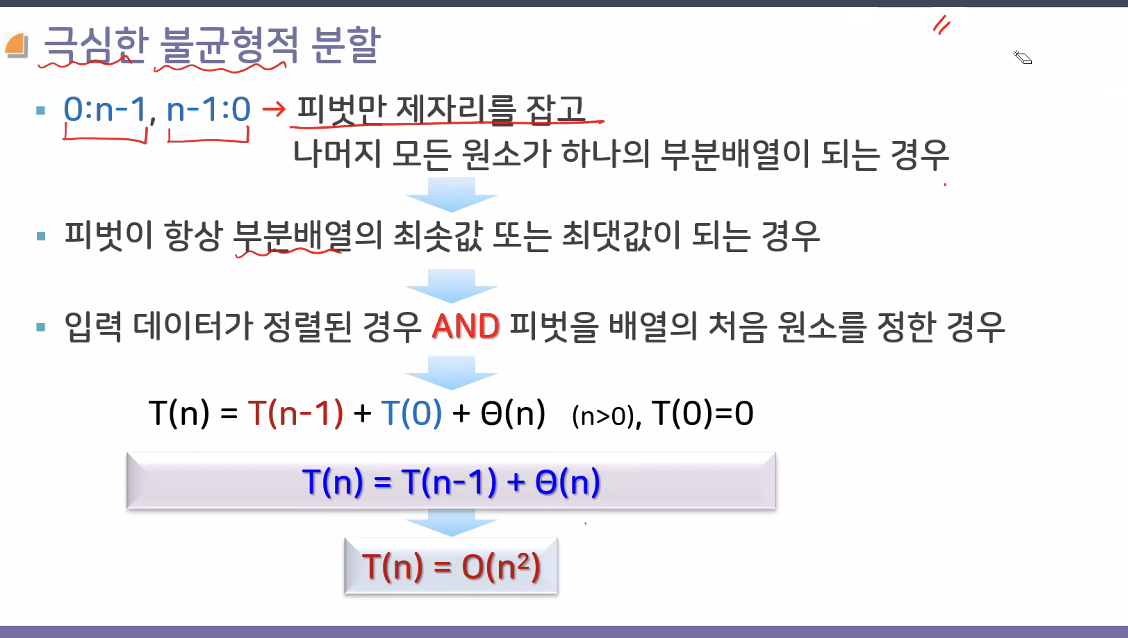 극심한 불균형적 분할
0:n-1, n-1:0 → 피벗만 제자리를 잡고
나머지 모든 원소가 하나의 부분배열이 되는 경우
피벗이 항상 부분배열의 최솟값 또는 최댓값이 되는 경우
입력 데이터가 정렬된 경우 AND 피벗을 배열의 처음 원소를 정한 경우
T(n) = T(n-1) + T(0) + Θ(n) (n>0), T(0)=0
T(n) = T(n-1) + Θ(n)
T(n) = O(n²)